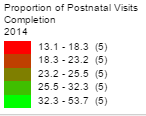 Proportion of Postnatal Visits
Completion
2014
13.1 - 18.3 (5)
18.3 - 23.2 (5)
23.2 - 25.5 (5)
25.5 - 32.3 (5)
32.3 - 53.7 (5)